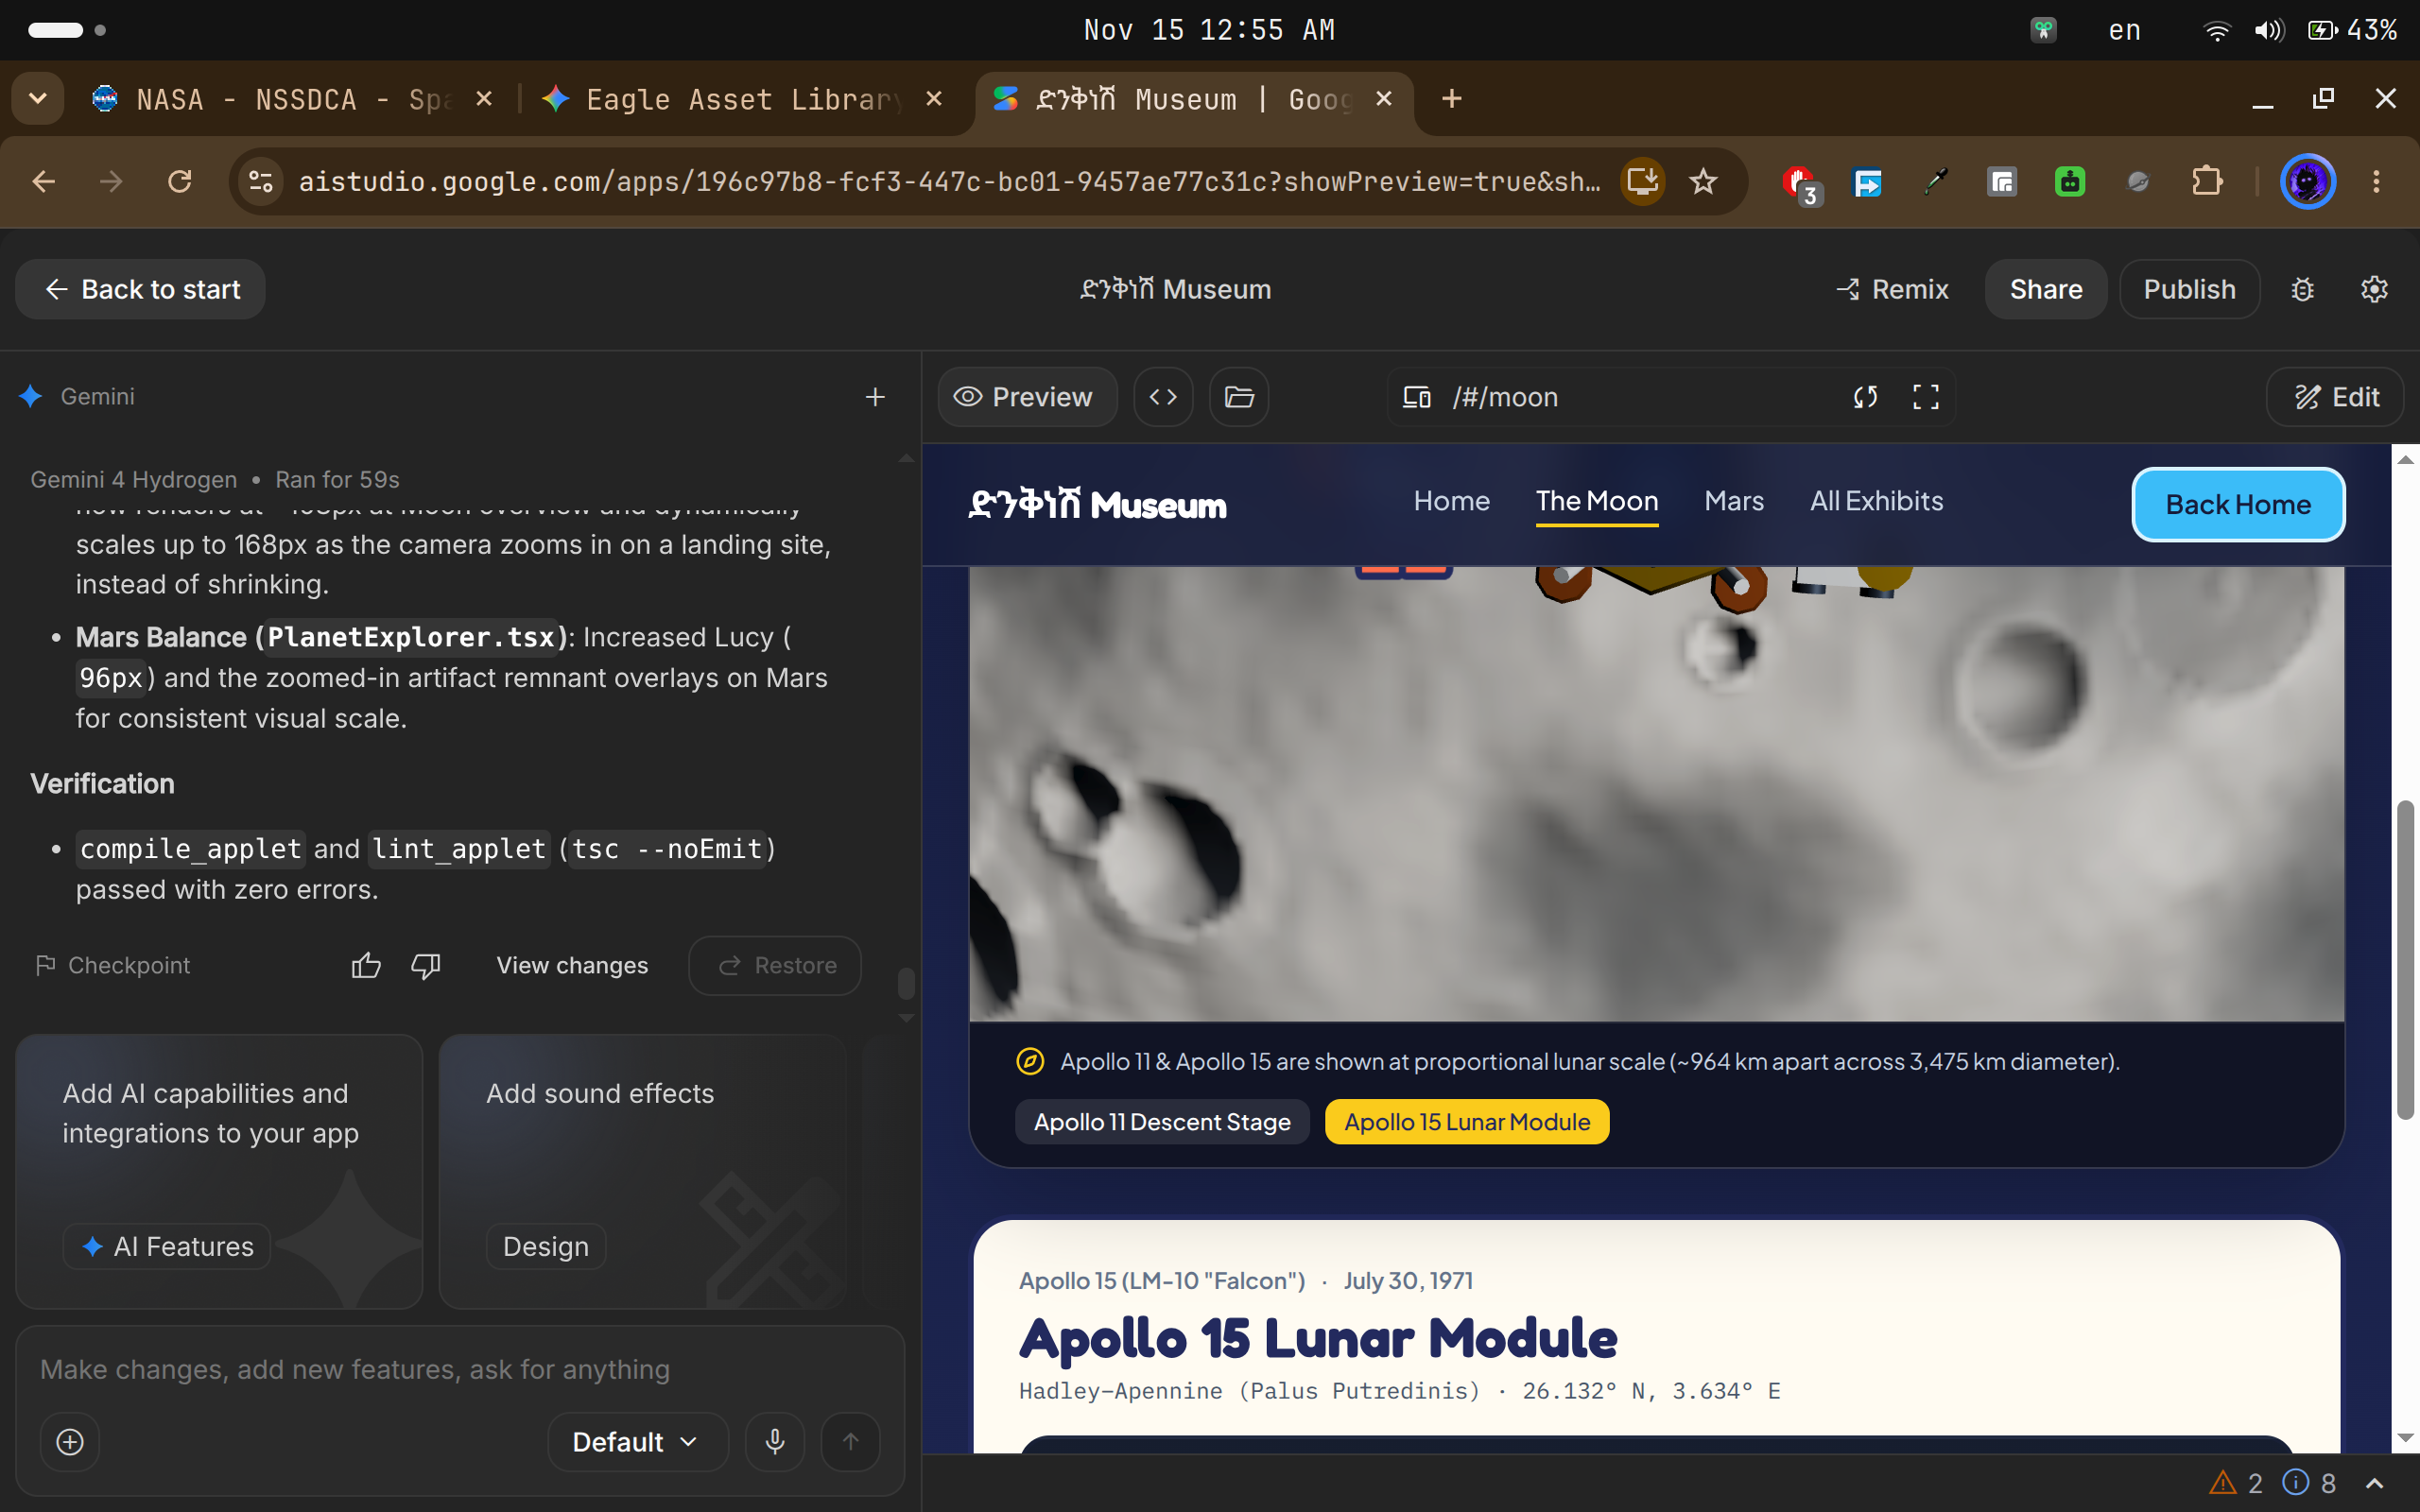 Nov 15 12:55 AM
en
43%
NASA - NSSDCA - Spa
Eagle Asset Library
ድንቅነሽ Museum | Goog
aistudio.google.com/apps/196c97b8-fcf3-447c-bc01-9457ae77c31c?showPreview=true&sh...
3
Back to start
ድንቅነሽ Museum
Remix
Share
Publish
Gemini
Preview
/#/moon
Edit
Gemini 4 Hydrogen • Ran for 59s
scales up to 168px as the camera zooms in on a landing site,
instead of shrinking.
• Mars Balance (PlanetExplorer.tsx): Increased Lucy (
96px) and the zoomed-in artifact remnant overlays on Mars
for consistent visual scale.
Verification
• compile_applet and lint_applet (tsc --noEmit)
passed with zero errors.
Checkpoint
View changes
Restore
Add AI capabilities and
integrations to your app
AI Features
Add sound effects
Design
Make changes, add new features, ask for anything
Default
ድንቅነሽ Museum
Home
The Moon
Mars
All Exhibits
Back Home
Apollo 11 & Apollo 15 are shown at proportional lunar scale (~964 km apart across 3,475 km diameter).
Apollo 11 Descent Stage
Apollo 15 Lunar Module
Apollo 15 (LM-10 "Falcon") · July 30, 1971
Apollo 15 Lunar Module
Hadley-Apennine (Palus Putredinis) · 26.132° N, 3.634° E
2
8